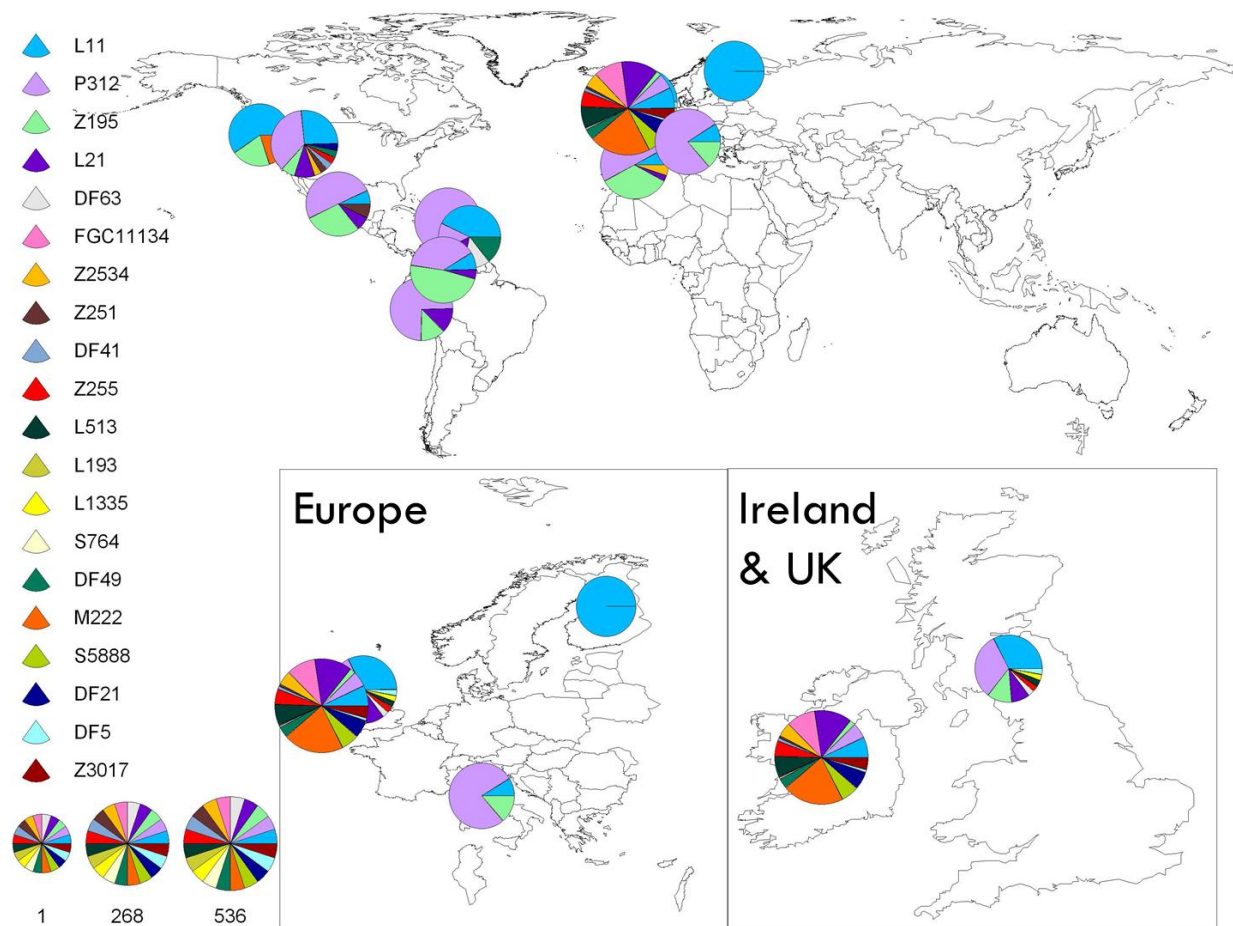 L11
P312
Z195
L21
DF63
FGC11134
Z2534
Z251
DF41
Z255
L513
L193
L1335
S764
DF49
M222
S5888
DF21
DF5
Z3017
1 268 536
Europe
Ireland
& UK